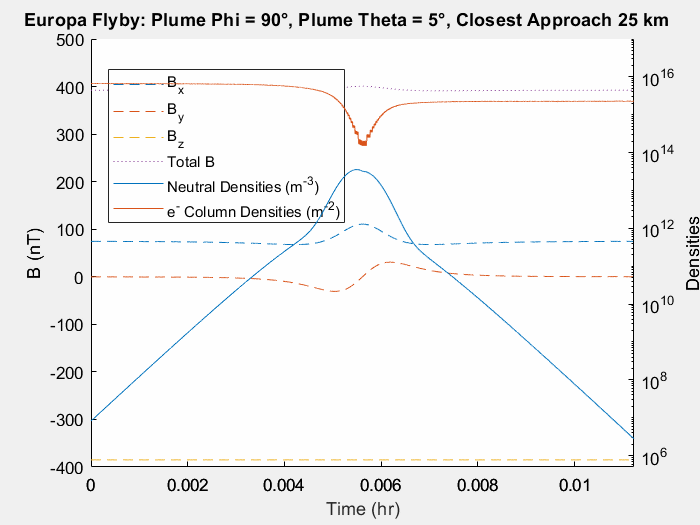 Europa Flyby: Plume Phi = 90°, Plume Theta = 5°, Closest Approach 25 km
500
400
300
200
100
0
-100
-200
-300
-400
B (nT)
B_x
B_y
B_z
Total B
Neutral Densities (m^-3)
e^- Column Densities (m^-2)
10^16
10^14
10^12
10^10
10^8
10^6
Densities
0 0.002 0.004 0.006 0.008 0.01
Time (hr)